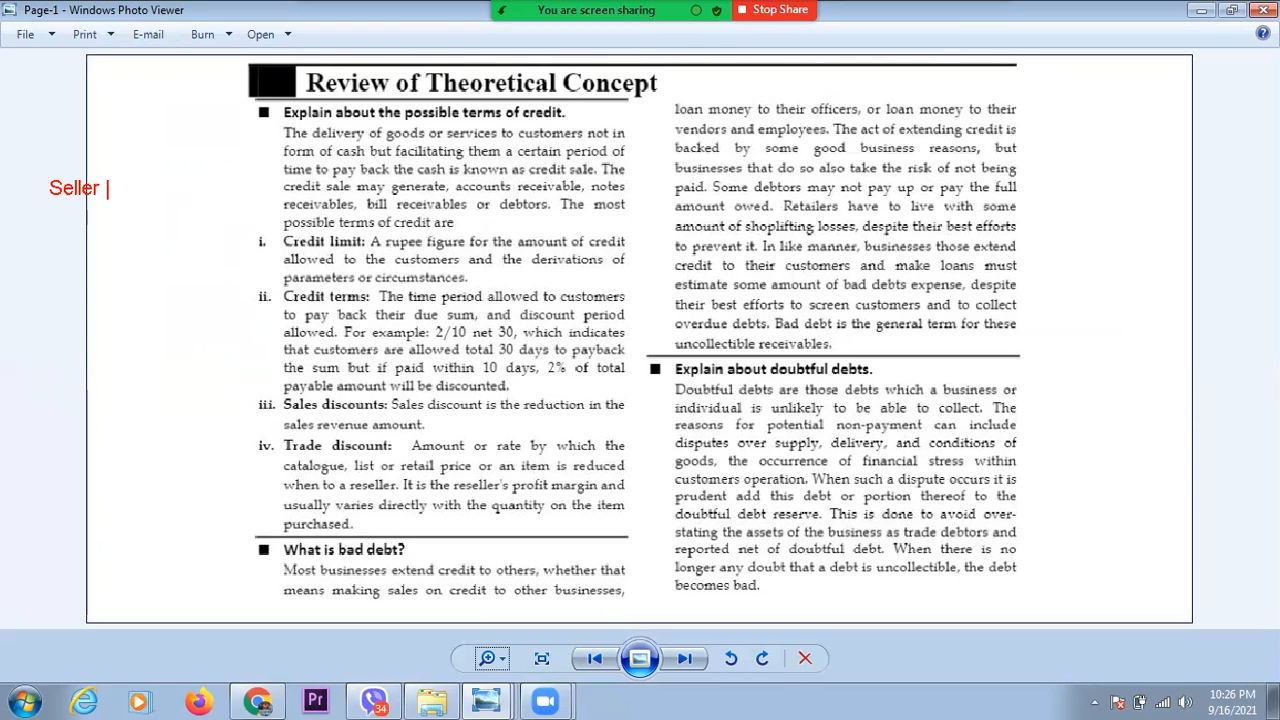 Page-1 - Windows Photo Viewer
You are screen sharing
Stop Share
File Print E-mail Burn Open
Seller
Review of Theoretical Concept
Explain about the possible terms of credit.
The delivery of goods or services to customers not in
form of cash but facilitating them a certain period of
time to pay back the cash is known as credit sale. The
credit sale may generate, accounts receivable, notes
receivables, bill receivables or debtors. The most
possible terms of credit are
i. Credit limit: A rupee figure for the amount of credit
allowed to the customers and the derivations of
parameters or circumstances.
ii. Credit terms: The time period allowed to customers
to pay back their due sum, and discount period
allowed. For example: 2/10 net 30, which indicates
that customers are allowed total 30 days to payback
the sum but if paid within 10 days, 2% of total
payable amount will be discounted.
iii. Sales discounts: Sales discount is the reduction in the
sales revenue amount.
iv. Trade discount: Amount or rate by which the
catalogue, list or retail price or an item is reduced
when to a reseller. It is the reseller's profit margin and
usually varies directly with the quantity on the item
purchased.
What is bad debt?
Most businesses extend credit to others, whether that
means making sales on credit to other businesses,
loan money to their officers, or loan money to their
vendors and employees. The act of extending credit is
backed by some good business reasons, but
businesses that do so also take the risk of not being
paid. Some debtors may not pay up or pay the full
amount owed. Retailers have to live with some
amount of shoplifting losses, despite their best efforts
to prevent it. In like manner, businesses those extend
credit to their customers and make loans must
estimate some amount of bad debts expense, despite
their best efforts to screen customers and to collect
overdue debts. Bad debt is the general term for these
uncollectible receivables.
Explain about doubtful debts.
Doubtful debts are those debts which a business or
individual is unlikely to be able to collect. The
reasons for potential non-payment can include
disputes over supply, delivery, and conditions of
goods, the occurrence of financial stress within
customers operation. When such a dispute occurs it is
prudent add this debt or portion thereof to the
doubtful debt reserve. This is done to avoid over-
stating the assets of the business as trade debtors and
reported net of doubtful debt. When there is no
longer any doubt that a debt is uncollectible, the debt
becomes bad.
Pr
34
10:26 PM
9/16/2021